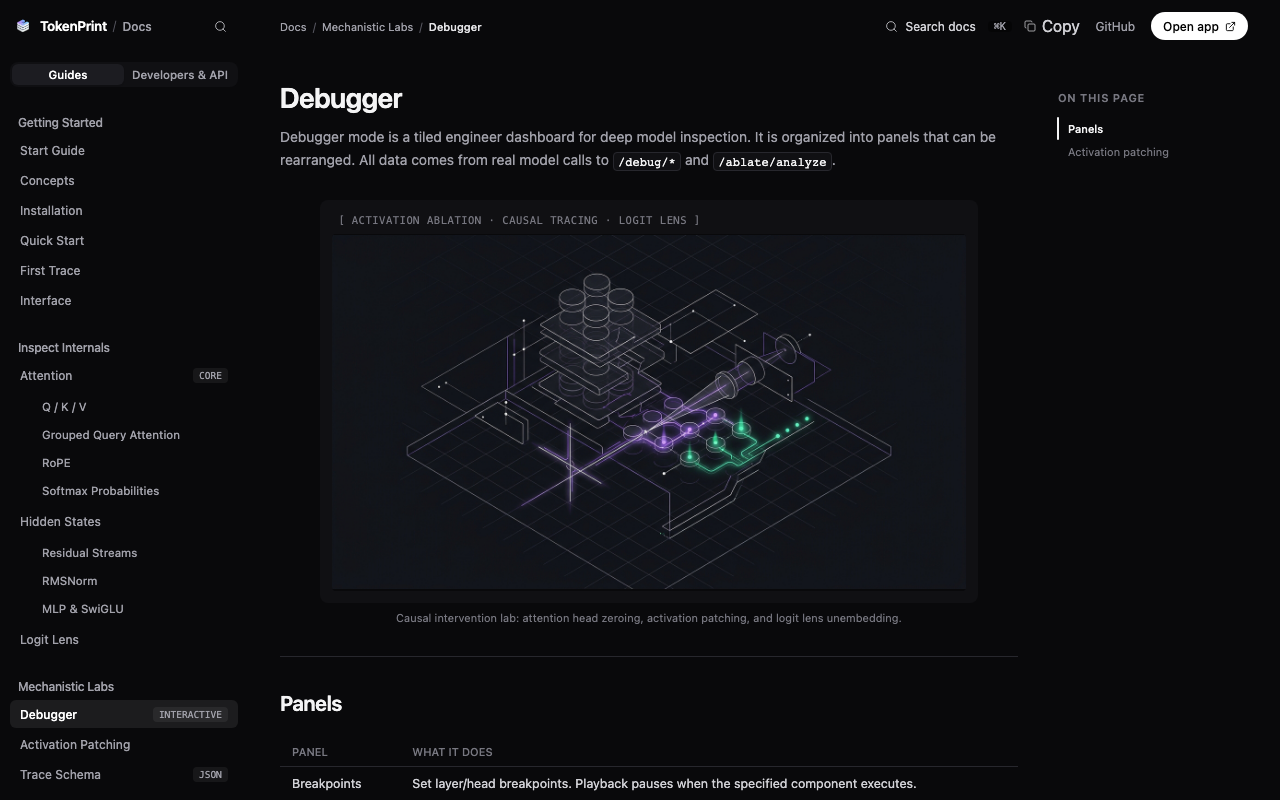 TokenPrint / Docs
Docs / Mechanistic Labs / Debugger
Search docs ⌘K Copy GitHub Open app
Guides Developers & API
Getting Started
Start Guide
Concepts
Installation
Quick Start
First Trace
Interface
Inspect Internals
Attention CORE
Q / K / V
Grouped Query Attention
RoPE
Softmax Probabilities
Hidden States
Residual Streams
RMSNorm
MLP & SwiGLU
Logit Lens
Mechanistic Labs
Debugger INTERACTIVE
Activation Patching
Trace Schema JSON
Debugger
Debugger mode is a tiled engineer dashboard for deep model inspection. It is organized into panels that can be
rearranged. All data comes from real model calls to /debug/* and /ablate/analyze.
[ ACTIVATION ABLATION · CAUSAL TRACING · LOGIT LENS ]
Causal intervention lab: attention head zeroing, activation patching, and logit lens unembedding.
Panels
PANEL WHAT IT DOES
Breakpoints Set layer/head breakpoints. Playback pauses when the specified component executes.
ON THIS PAGE
Panels
Activation patching